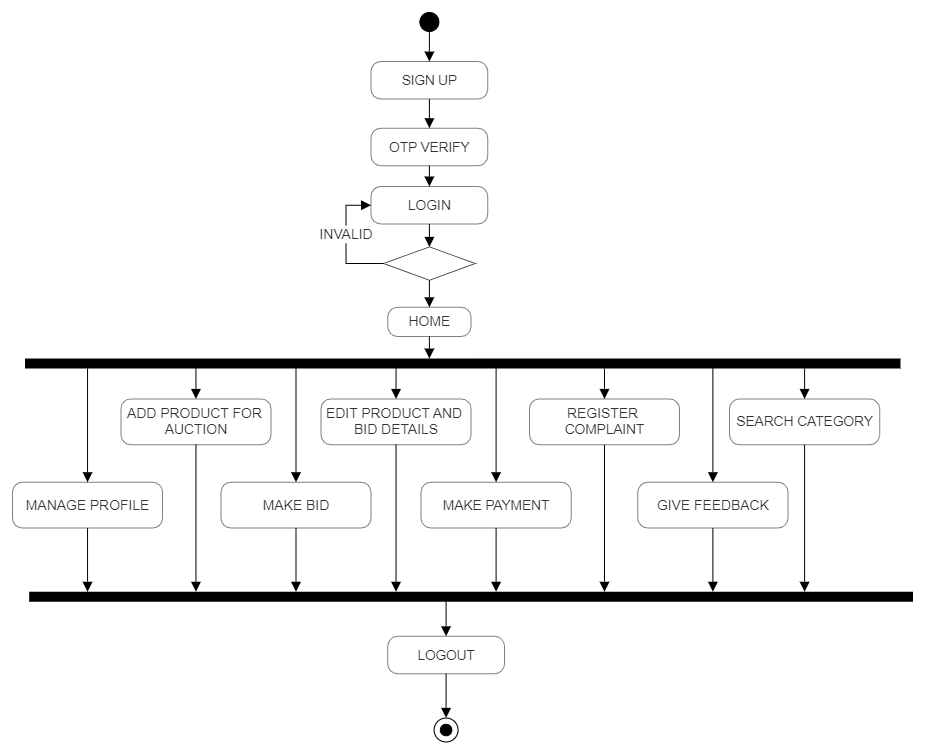 SIGN UP
OTP VERIFY
LOGIN
INVALID
HOME
ADD PRODUCT FOR
AUCTION
EDIT PRODUCT AND
BID DETAILS
REGISTER
COMPLAINT
SEARCH CATEGORY
MANAGE PROFILE
MAKE BID
MAKE PAYMENT
GIVE FEEDBACK
LOGOUT